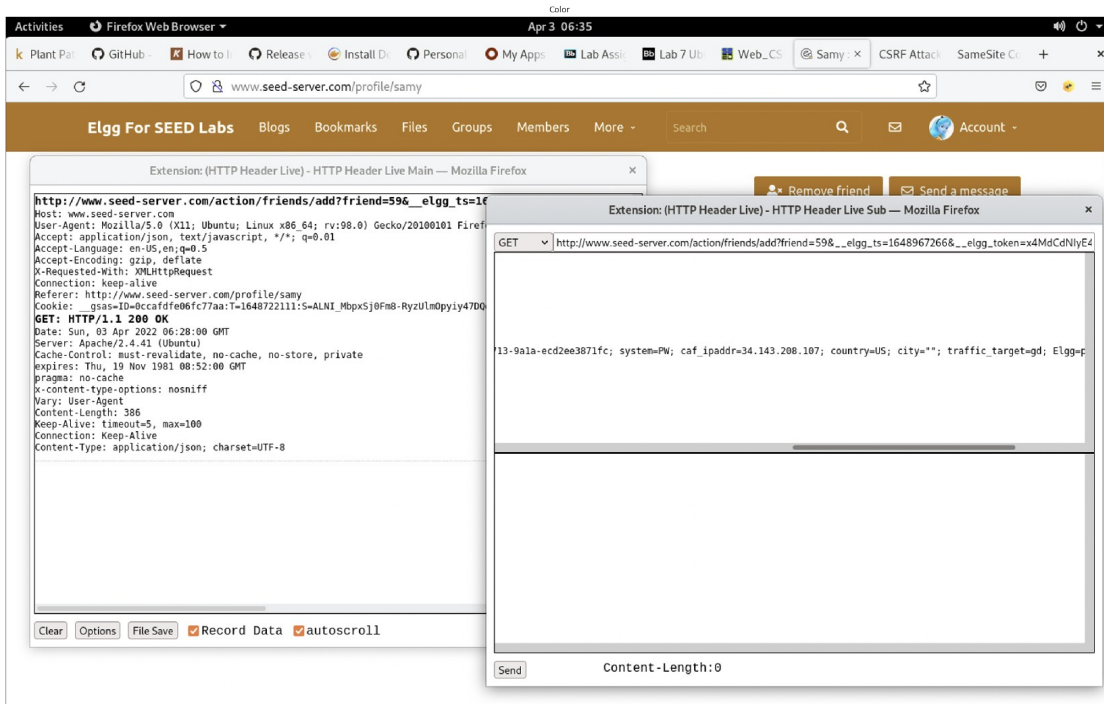 Color
Activities Firefox Web Browser Apr 3 06:35
Plant Pat GitHub - How to I Release Install Do Personal My Apps Lab Assig Lab 7 Ub Web_CS Samy : × CSRF Attack SameSite Co + ×
www.seed-server.com/profile/samy
Elgg For SEED Labs Blogs Bookmarks Files Groups Members More Search Account
Remove friend Send a message
Extension: (HTTP Header Live) - HTTP Header Live Main — Mozilla Firefox ×
http://www.seed-server.com/action/friends/add?friend=59&__elgg_ts=16
Host: www.seed-server.com
User-Agent: Mozilla/5.0 (X11; Ubuntu; Linux x86_64; rv:98.0) Gecko/20100101 Firef
Accept: application/json, text/javascript, */*; q=0.01
Accept-Language: en-US,en;q=0.5
Accept-Encoding: gzip, deflate
X-Requested-With: XMLHttpRequest
Connection: keep-alive
Referer: http://www.seed-server.com/profile/samy
Cookie: __gsas=ID=0ccafdfe06fc77aa:T=1648722111:S=ALNI_MbpxSj0Fm8-RyzUlmOpyiy47DQ
GET: HTTP/1.1 200 OK
Date: Sun, 03 Apr 2022 06:28:00 GMT
Server: Apache/2.4.41 (Ubuntu)
Cache-Control: must-revalidate, no-cache, no-store, private
expires: Thu, 19 Nov 1981 08:52:00 GMT
pragma: no-cache
x-content-type-options: nosniff
Vary: User-Agent
Content-Length: 386
Keep-Alive: timeout=5, max=100
Connection: Keep-Alive
Content-Type: application/json; charset=UTF-8
Clear Options File Save Record Data autoscroll
Extension: (HTTP Header Live) - HTTP Header Live Sub — Mozilla Firefox ×
GET http://www.seed-server.com/action/friends/add?friend=59&__elgg_ts=1648967266&__elgg_token=x4MdCdNIyE4
'13-9a1a-ecd2ee3871fc; system=PW; caf_ipaddr=34.143.208.107; country=US; city=""; traffic_target=gd; Elgg=p
Send Content-Length:0